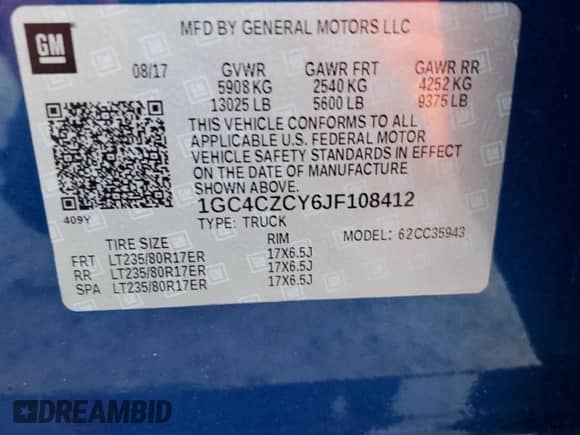 GM
MFD BY GENERAL MOTORS LLC
08/17 GVWR GAWR FRT GAWR RR
5908 KG 2540 KG 4252 KG
13025 LB 5600 LB 9375 LB
THIS VEHICLE CONFORMS TO ALL
APPLICABLE U.S. FEDERAL MOTOR
VEHICLE SAFETY STANDARDS IN EFFECT
ON THE DATE OF MANUFACTURE
SHOWN ABOVE.
409Y
1GC4CZCY6JF108412
TYPE: TRUCK MODEL: 62CC35943
TIRE SIZE RIM
FRT LT235/80R17ER 17X6.5J
RR LT235/80R17ER 17X6.5J
SPA LT235/80R17ER 17X6.5J
DREAMBID